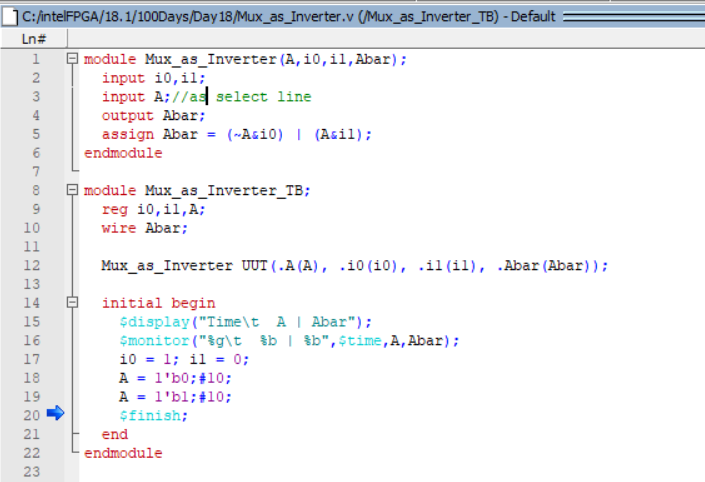 C:/intelFPGA/18.1/100Days/Day18/Mux_as_Inverter.v (/Mux_as_Inverter_TB) - Default
Ln#
1 module Mux_as_Inverter(A,i0,i1,Abar);
2 input i0,i1;
3 input A;//as select line
4 output Abar;
5 assign Abar = (~A&i0) | (A&i1);
6 endmodule
7
8 module Mux_as_Inverter_TB;
9 reg i0,i1,A;
10 wire Abar;
11
12 Mux_as_Inverter UUT(.A(A), .i0(i0), .i1(i1), .Abar(Abar));
13
14 initial begin
15 $display("Time\t A | Abar");
16 $monitor("%g\t %b | %b",$time,A,Abar);
17 i0 = 1; i1 = 0;
18 A = 1'b0;#10;
19 A = 1'b1;#10;
20 $finish;
21 end
22 endmodule
23